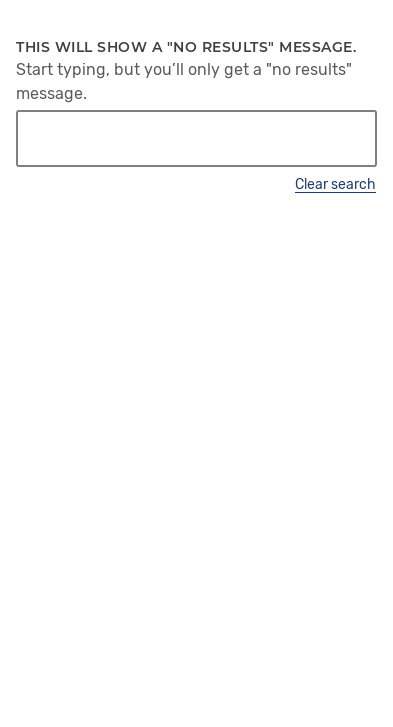 THIS WILL SHOW A "NO RESULTS" MESSAGE.
Start typing, but you’ll only get a "no results"
message.
Clear search